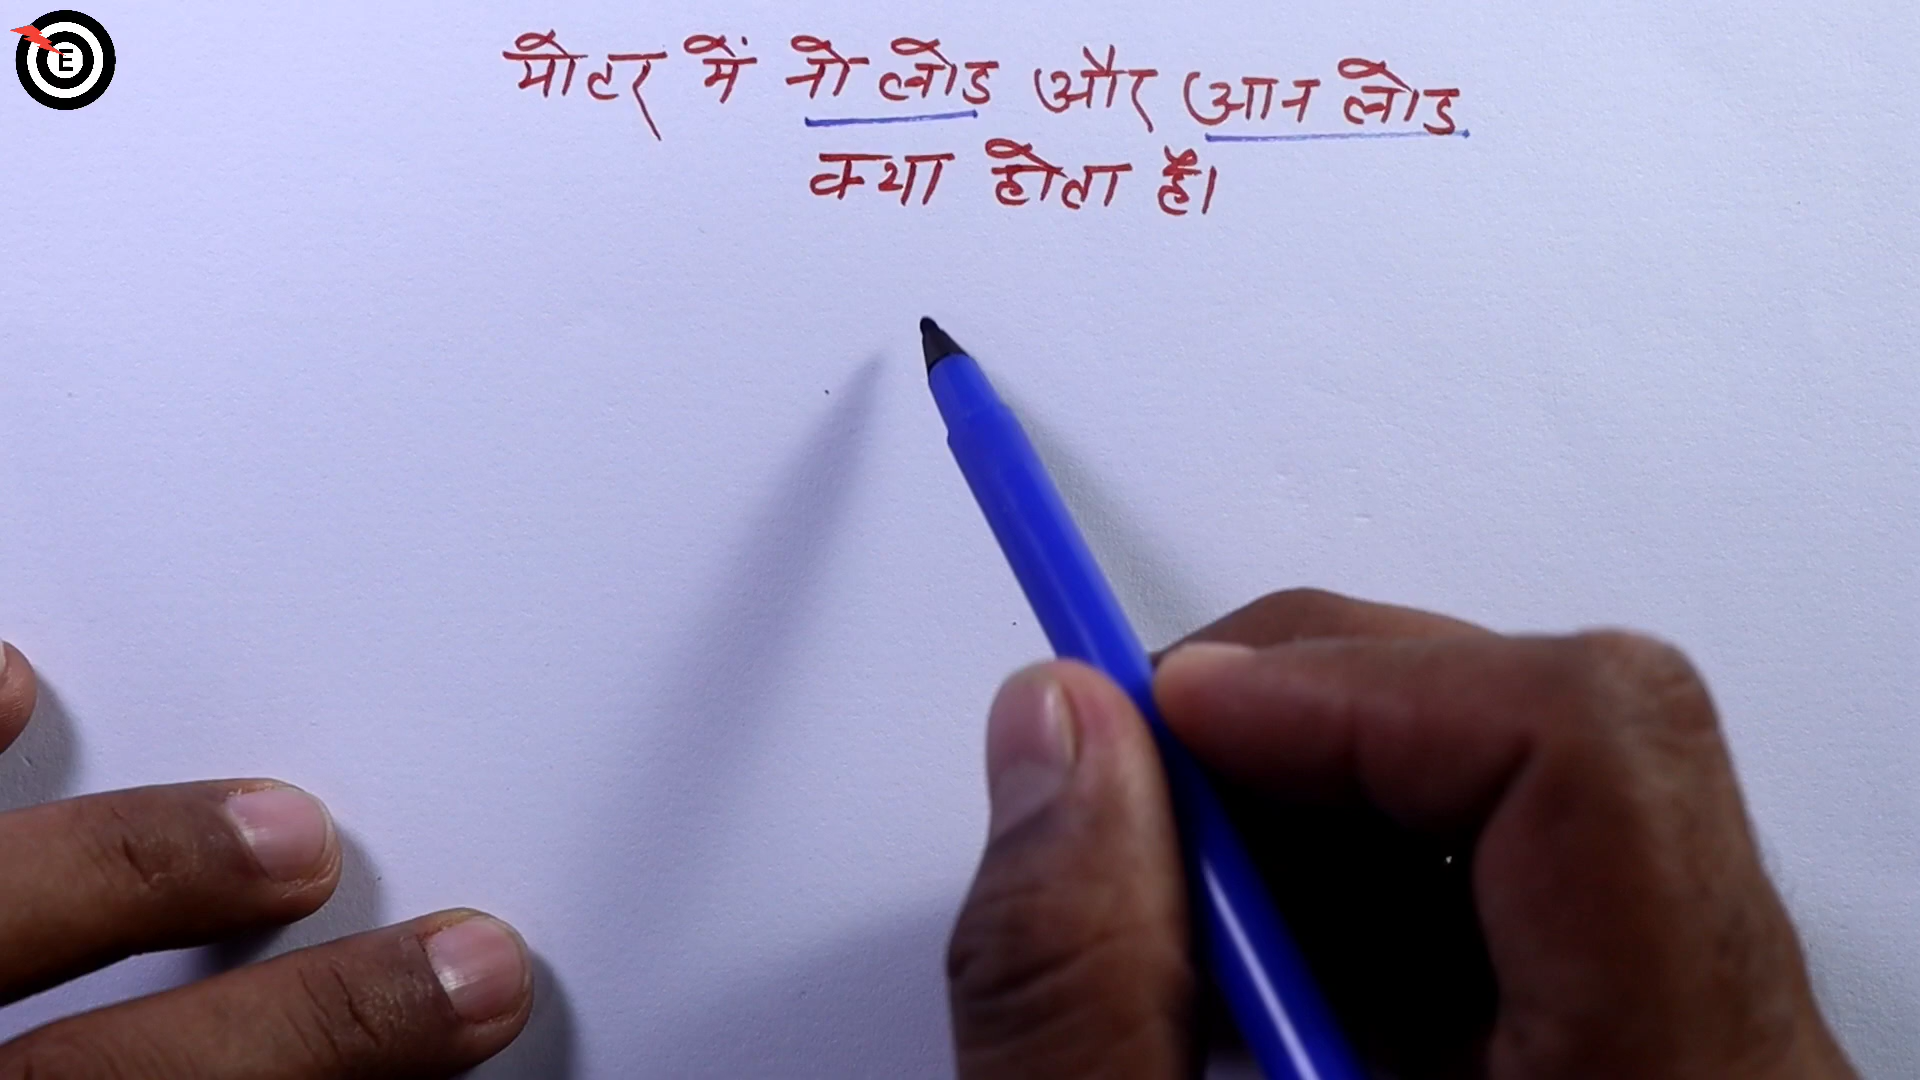 E
मोटर में नो लोड और आन लोड
क्या होता है।